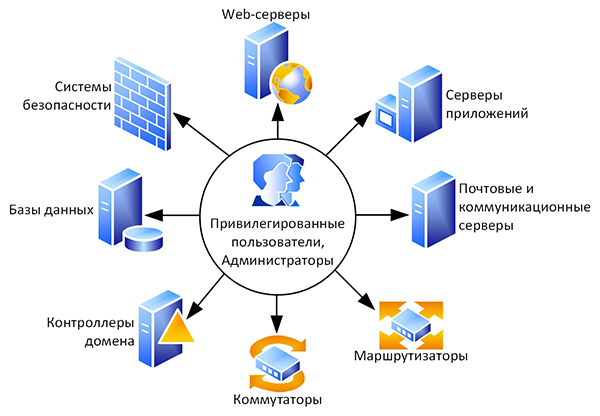 Web-серверы
Системы
безопасности
Серверы
приложений
Базы данных
Привилегированные
пользователи,
Администраторы
Почтовые и
коммуникационные
серверы
Контроллеры
домена
Коммутаторы
Маршрутизаторы